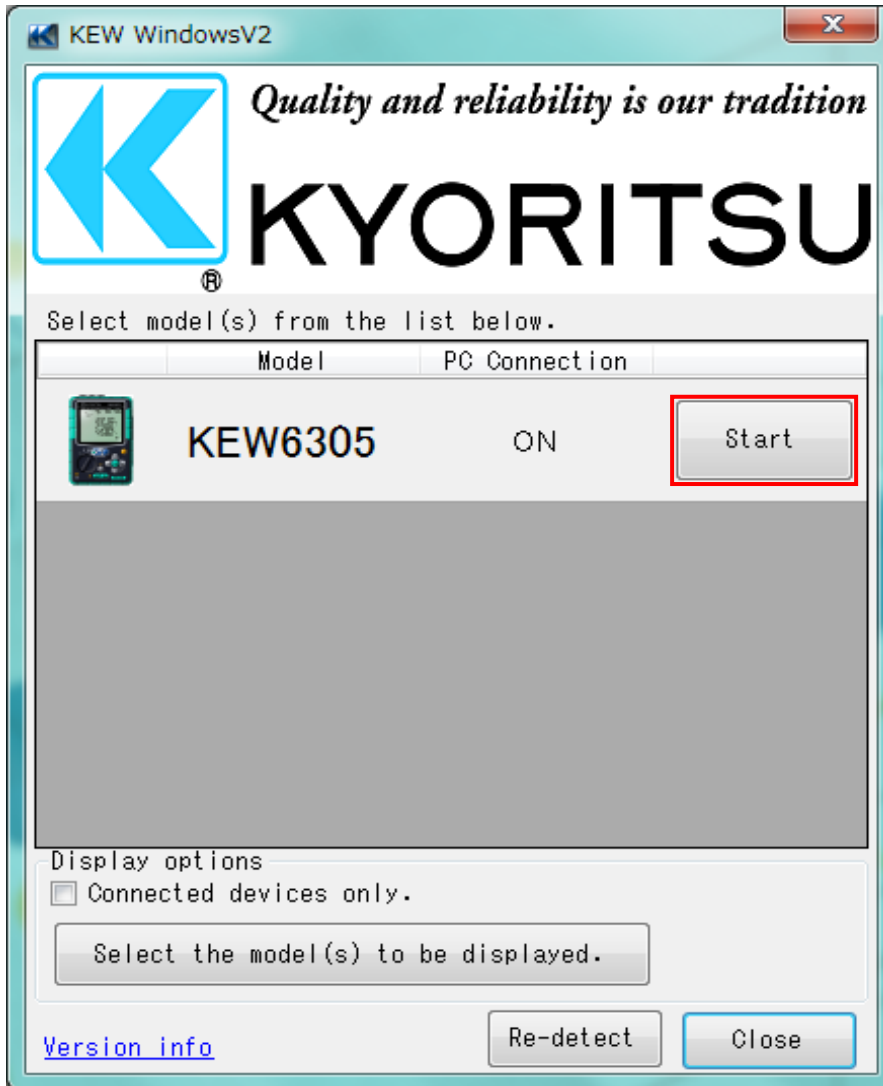 KEW WindowsV2
Quality and reliability is our tradition
KYORITSU
®
Select model(s) from the list below.
Model PC Connection
KEW6305 ON Start
Display options
Connected devices only.
Select the model(s) to be displayed.
Version info Re-detect Close